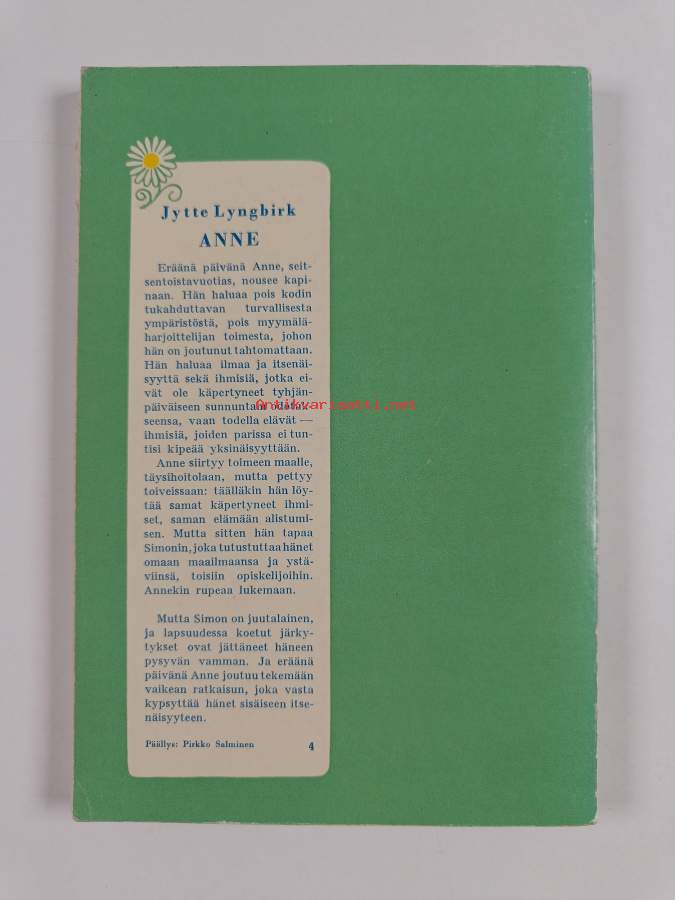 Jytte Lyngbirk
ANNE
Eräänä päivänä Anne, seit-
sentoistavuotias, nousee kapi-
naan. Hän haluaa pois kodin
tukahduttavan turvallisesta
ympäristöstä, pois myymälä-
harjoittelijan toimesta, johon
hän on joutunut tahtomattaan.
Hän haluaa ilmaa ja itsenäi-
syyttä sekä ihmisiä, jotka ei-
vät ole käpertyneet tyhjän-
päiväiseen
Antikvariaatti.net
seensa, vaan todella elävät —
ihmisiä, joiden parissa ei tun-
tisi kipeää yksinäisyyttään.
Anne siirtyy toimeen maalle,
täysihoitolaan, mutta pettyy
toiveissaan: täälläkin hän löy-
tää samat käpertyneet ihmi-
set, saman elämään alistumi-
sen. Mutta sitten hän tapaa
Simonin, joka tutustuttaa hänet
omaan maailmaansa ja ystä-
viinsä, toisiin opiskelijoihin.
Annekin rupeaa lukemaan.
Mutta Simon on juutalainen,
ja lapsuudessa koetut järky-
tykset ovat jättäneet häneen
pysyvän vamman. Ja eräänä
päivänä Anne joutuu tekemään
vaikean ratkaisun, joka vasta
kypsyttää hänet sisäiseen itse-
näisyyteen.
Päällys: Pirkko Salminen 4